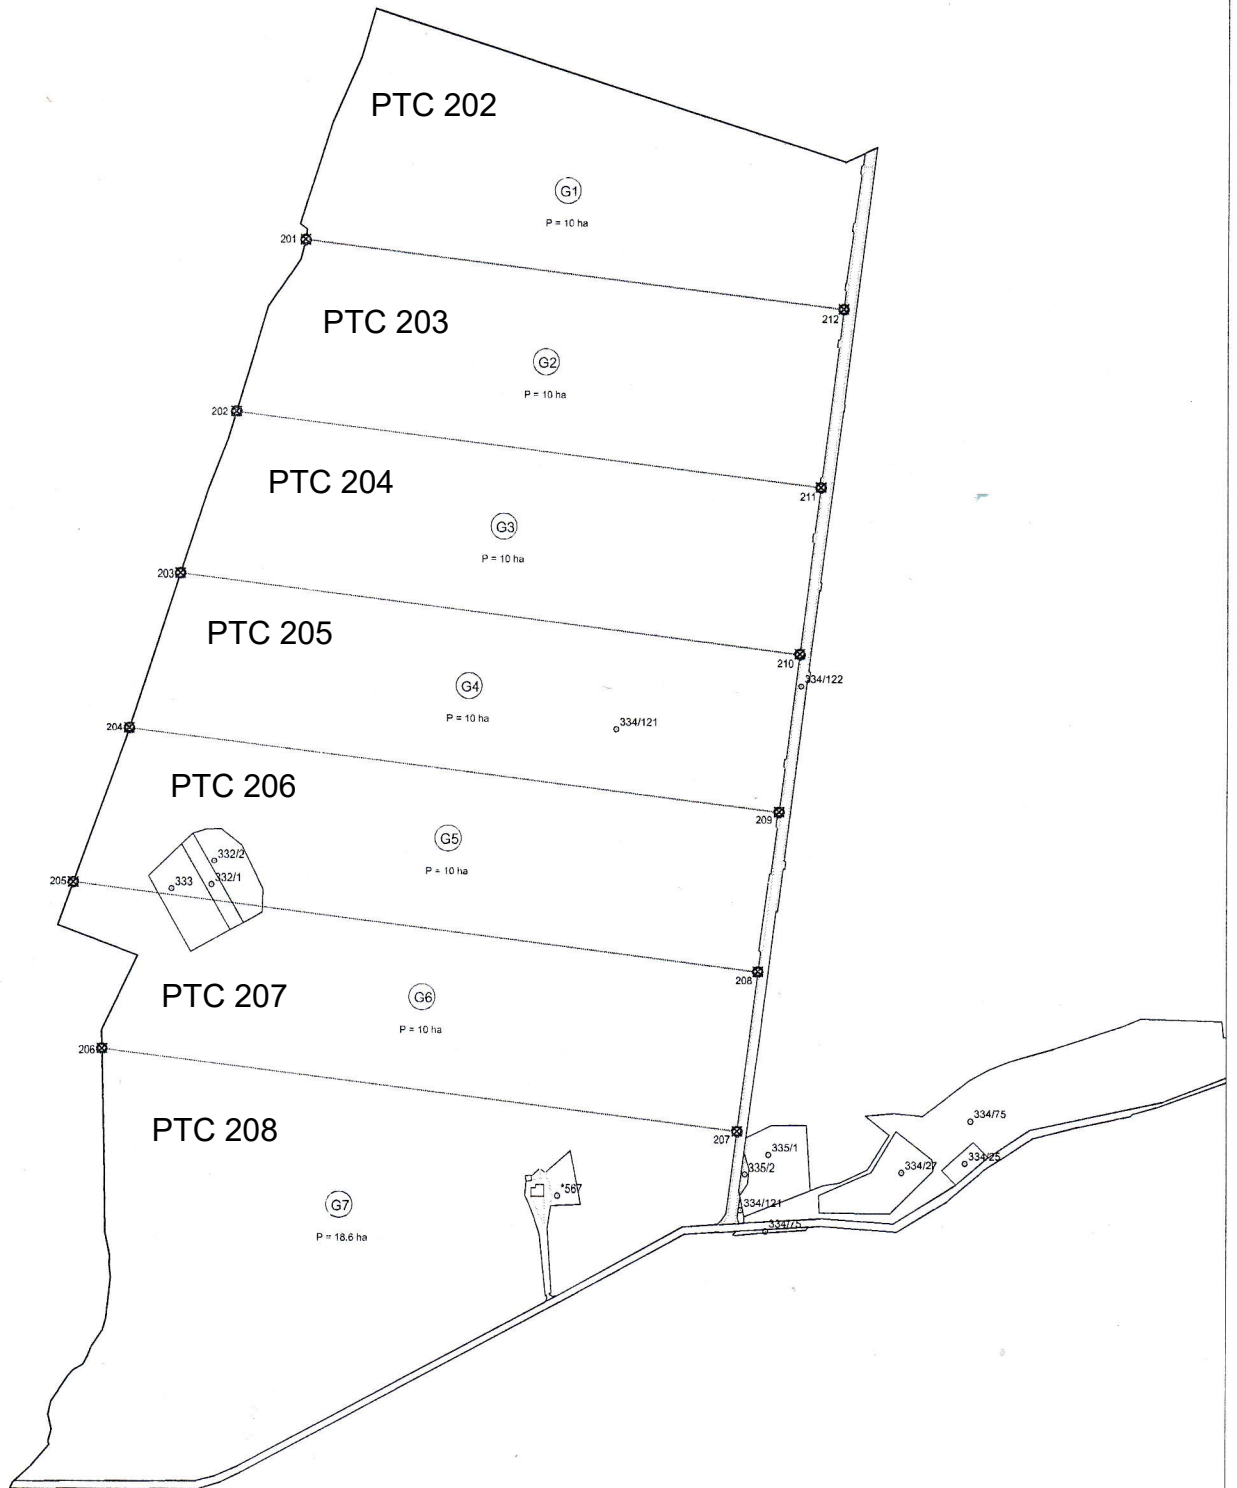 PTC 202
G1
P = 10 ha
201
212
PTC 203
G2
P = 10 ha
202
211
PTC 204
G3
P = 10 ha
203
210
PTC 205
334/122
G4
P = 10 ha
334/121
204
209
PTC 206
G5
P = 10 ha
332/2
332/1
333
205
208
PTC 207
G6
P = 10 ha
206
207
PTC 208
334/75
335/1
334/25
335/2
334/27
*567
G7
334/121
334/75
P = 18.6 ha